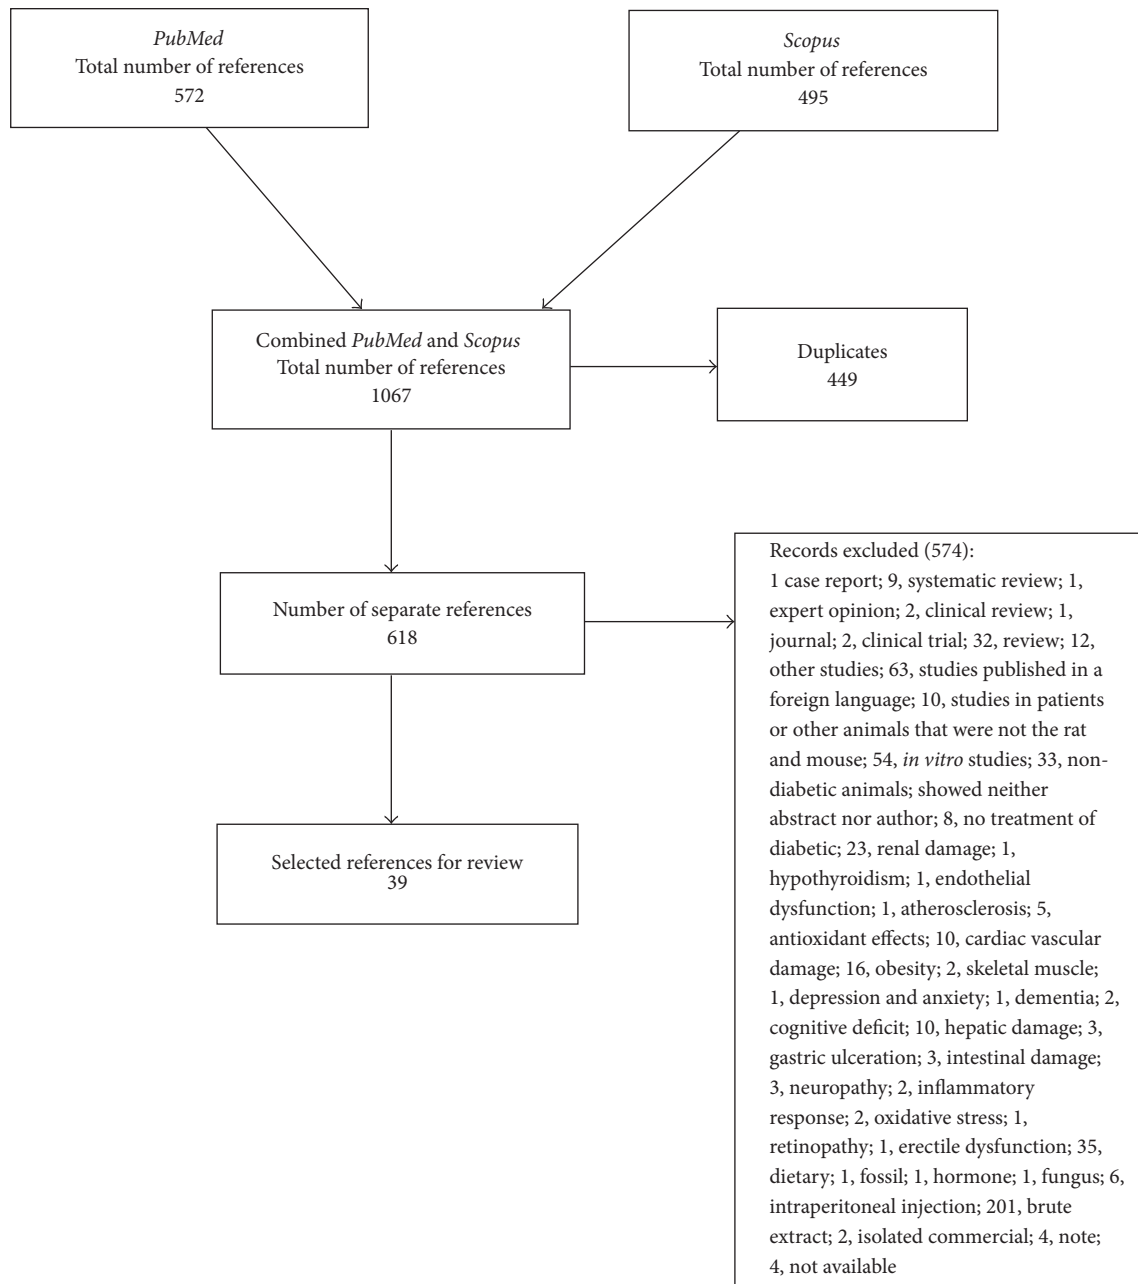 PubMed
Total number of references
572
Scopus
Total number of references
495
Combined PubMed and Scopus
Total number of references
1067
Duplicates
449
Number of separate references
618
Records excluded (574):
1 case report; 9, systematic review; 1,
expert opinion; 2, clinical review; 1,
journal; 2, clinical trial; 32, review; 12,
other studies; 63, studies published in a
foreign language; 10, studies in patients
or other animals that were not the rat
and mouse; 54, in vitro studies; 33, non-
diabetic animals; showed neither
abstract nor author; 8, no treatment of
diabetic; 23, renal damage; 1,
hypothyroidism; 1, endothelial
dysfunction; 1, atherosclerosis; 5,
antioxidant effects; 10, cardiac vascular
damage; 16, obesity; 2, skeletal muscle;
1, depression and anxiety; 1, dementia; 2,
cognitive deficit; 10, hepatic damage; 3,
gastric ulceration; 3, intestinal damage;
3, neuropathy; 2, inflammatory
response; 2, oxidative stress; 1,
retinopathy; 1, erectile dysfunction; 35,
dietary; 1, fossil; 1, hormone; 1, fungus; 6,
intraperitoneal injection; 201, brute
extract; 2, isolated commercial; 4, note;
4, not available
Selected references for review
39